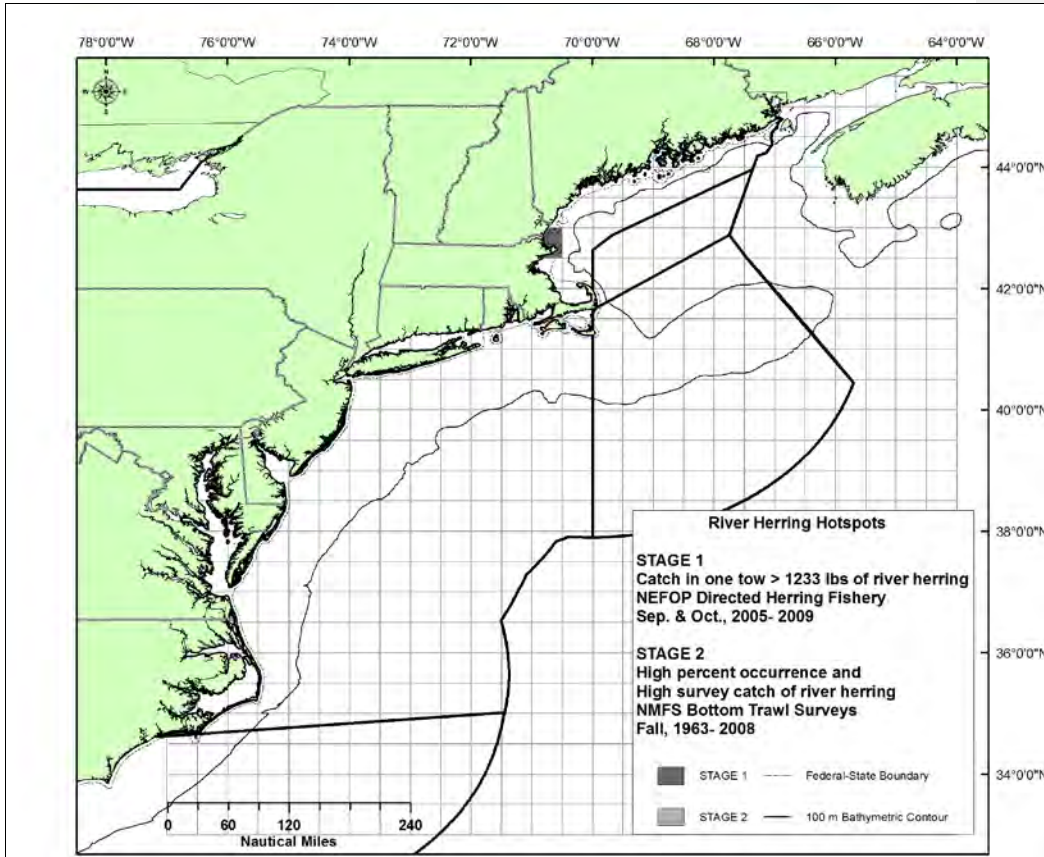 78°0'0"W 76°0'0"W 74°0'0"W 72°0'0"W 70°0'0"W 68°0'0"W 66°0'0"W 64°0'0"W
N
W E
S
44°0'0"N
42°0'0"N
40°0'0"N
38°0'0"N
36°0'0"N
34°0'0"N
River Herring Hotspots
STAGE 1
Catch in one tow > 1233 lbs of river herring
NEFOP Directed Herring Fishery
Sep. & Oct., 2005- 2009
STAGE 2
High percent occurrence and
High survey catch of river herring
NMFS Bottom Trawl Surveys
Fall, 1963- 2008
STAGE 1 Federal-State Boundary
STAGE 2 100 m Bathymetric Contour
0 60 120 240
Nautical Miles